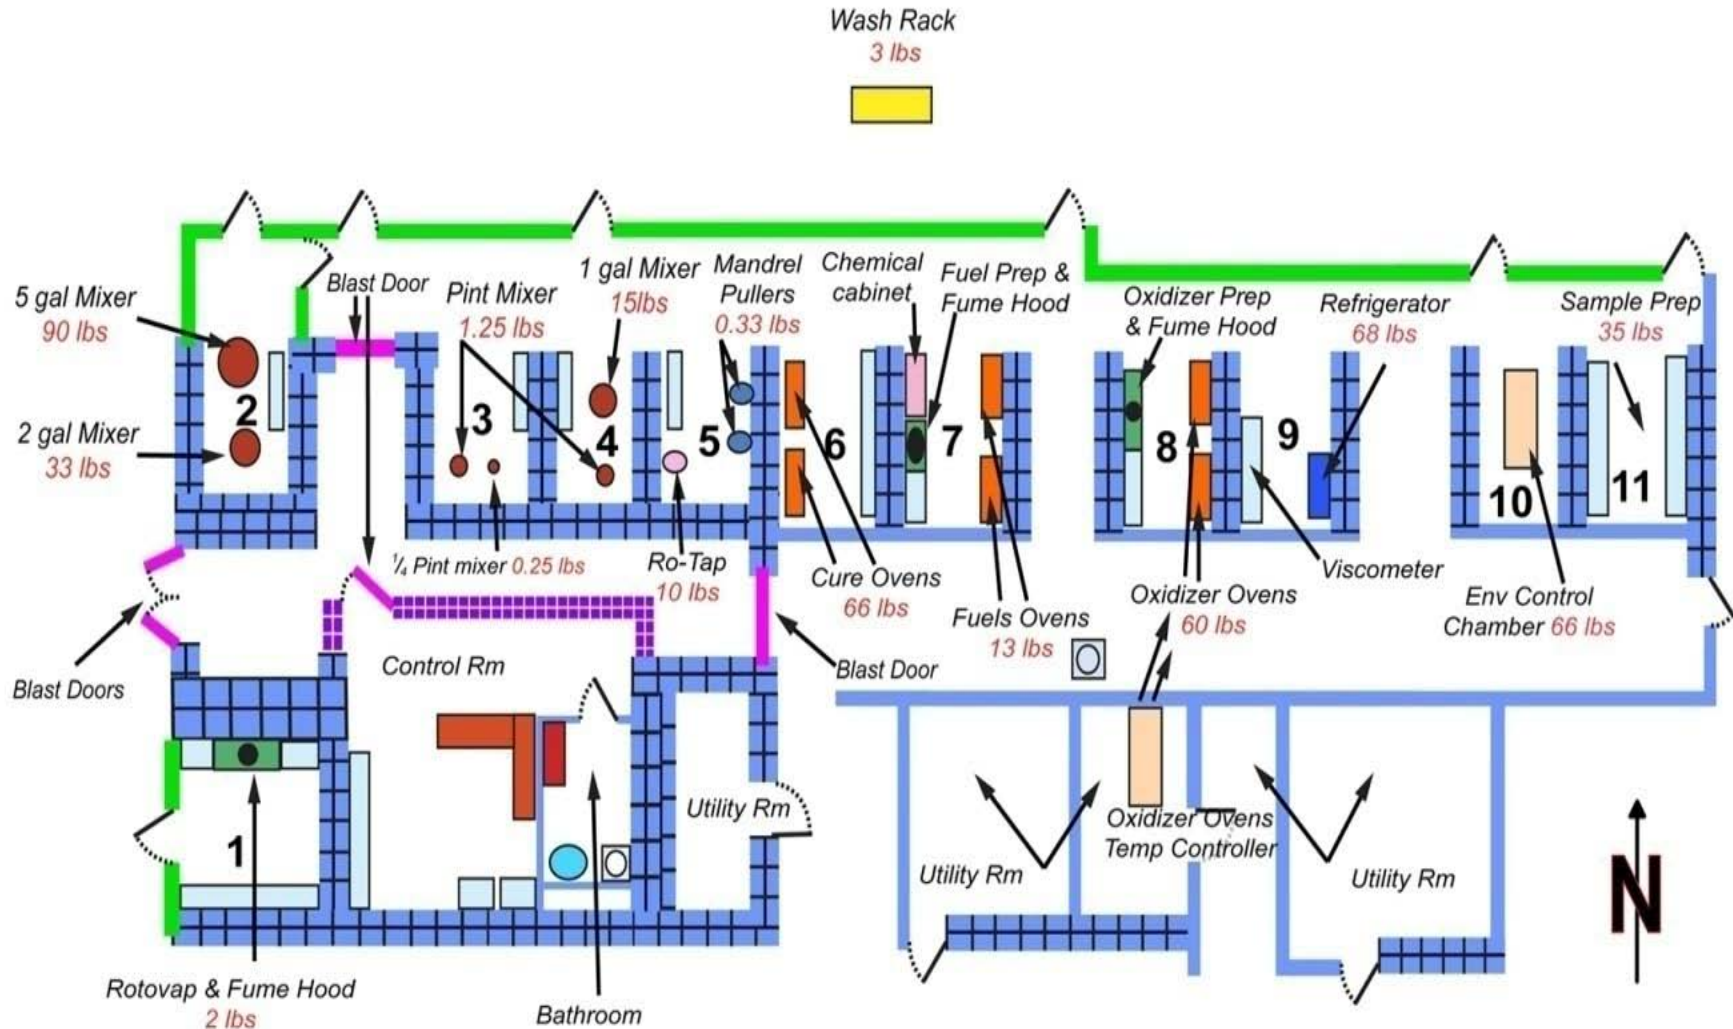 Wash Rack
3 lbs
5 gal Mixer
90 lbs
2 gal Mixer
33 lbs
2
Blast Door
Pint Mixer
1.25 lbs
3
1 gal Mixer
15lbs
4
Mandrel
Pullers
0.33 lbs
5
Chemical
cabinet
6
Fuel Prep &
Fume Hood
7
Oxidizer Prep
& Fume Hood
8
Refrigerator
68 lbs
9
10
Sample Prep
35 lbs
11
¼ Pint mixer 0.25 lbs
Ro-Tap
10 lbs
Cure Ovens
66 lbs
Fuels Ovens
13 lbs
Oxidizer Ovens
60 lbs
Viscometer
Env Control
Chamber 66 lbs
Blast Doors
Control Rm
Blast Door
1
Utility Rm
Utility Rm
Oxidizer Ovens
Temp Controller
Utility Rm
N
Rotovap & Fume Hood
2 lbs
Bathroom